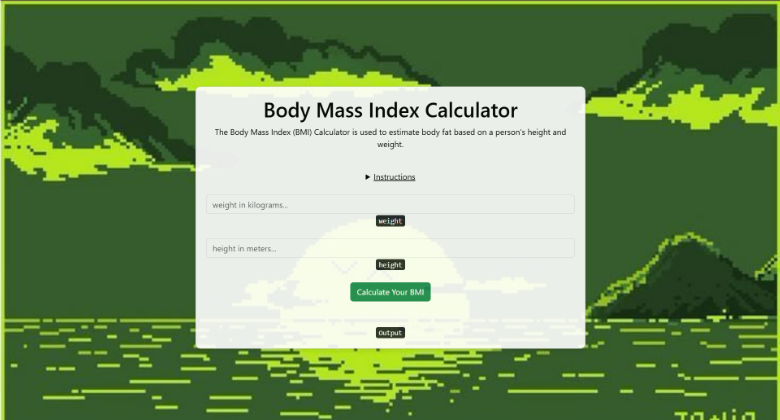 Body Mass Index Calculator
The Body Mass Index (BMI) Calculator is used to estimate body fat based on a person's height and
weight.
Instructions
weight in kilograms...
weight
height in meters...
height
Calculate Your BMI
Output